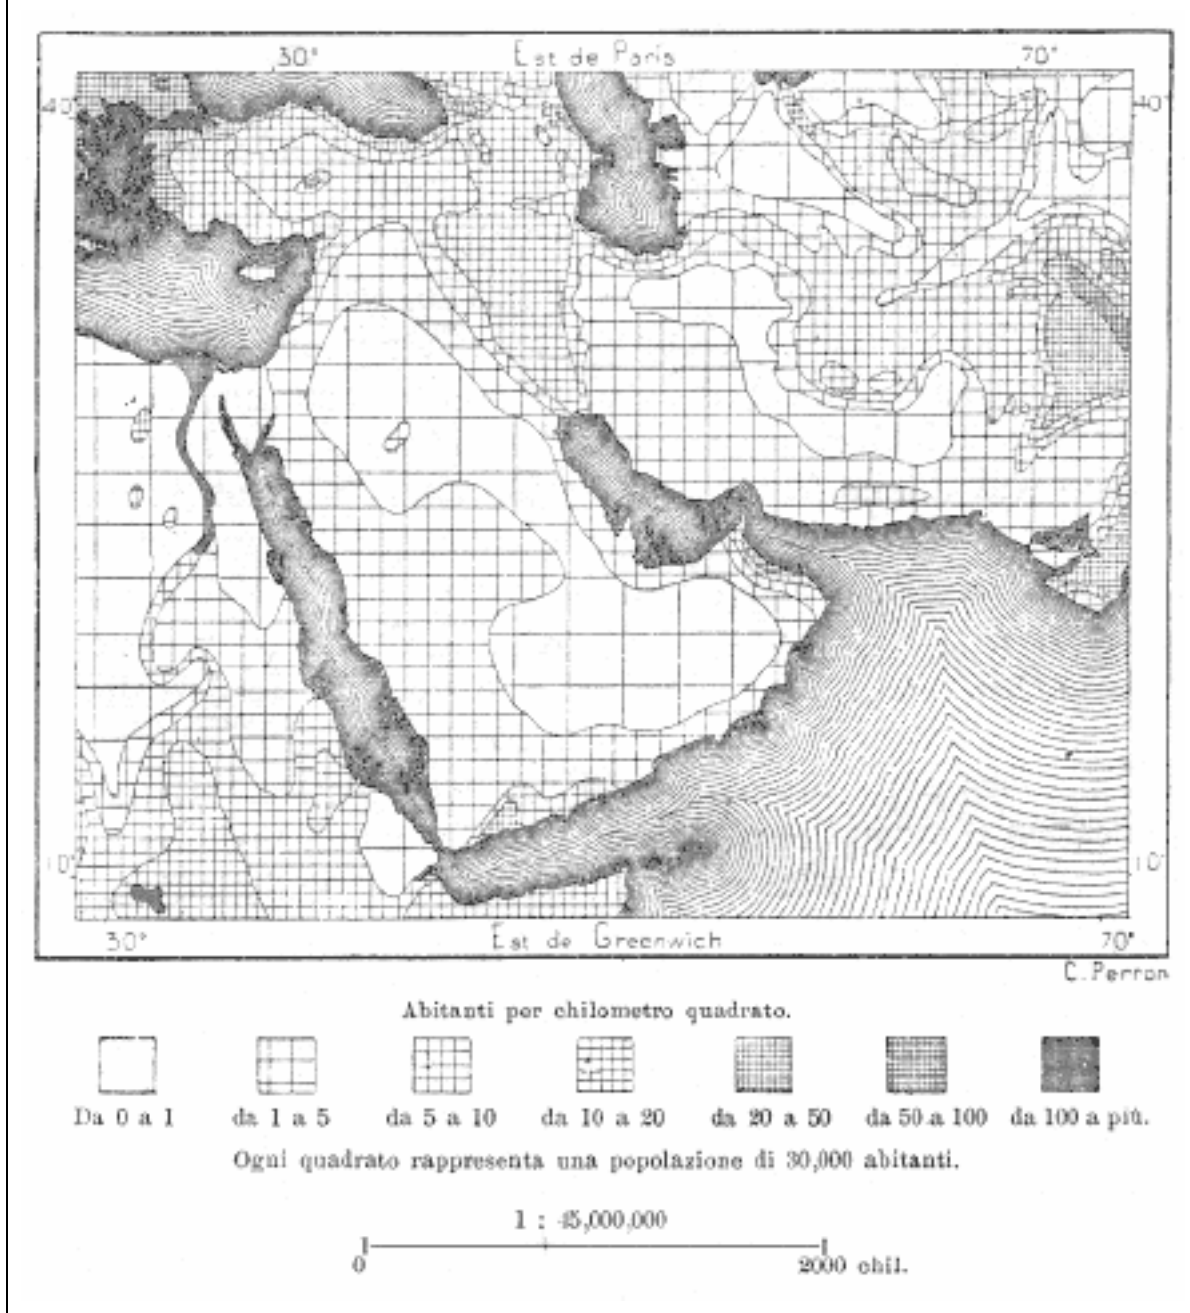 30° Est de Paris 70°
40° 40°
10° 10°
30° Est de Greenwich 70°
C. Perron
Abitanti per chilometro quadrato.
Da 0 a 1 da 1 a 5 da 5 a 10 da 10 a 20 da 20 a 50 da 50 a 100 da 100 a più.
Ogni quadrato rappresenta una popolazione di 30,000 abitanti.
1 : 45,000,000
0 2000 chil.